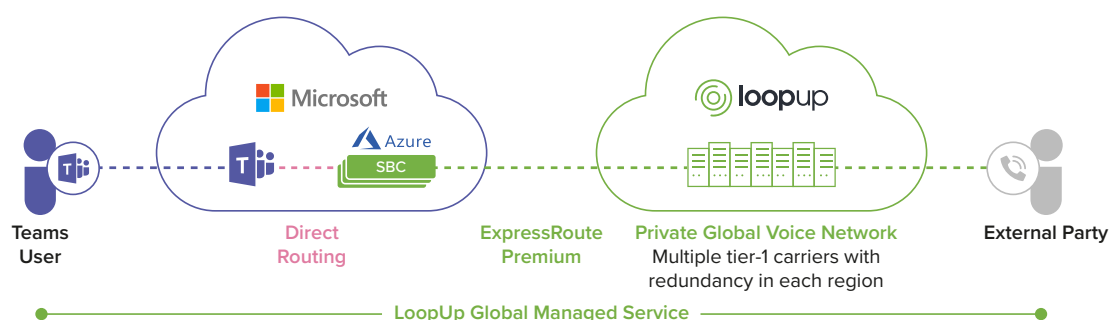 Microsoft
loopup
Azure
T
T
SBC
Teams
User
Direct
Routing
ExpressRoute
Premium
Private Global Voice Network
Multiple tier-1 carriers with
redundancy in each region
External Party
LoopUp Global Managed Service